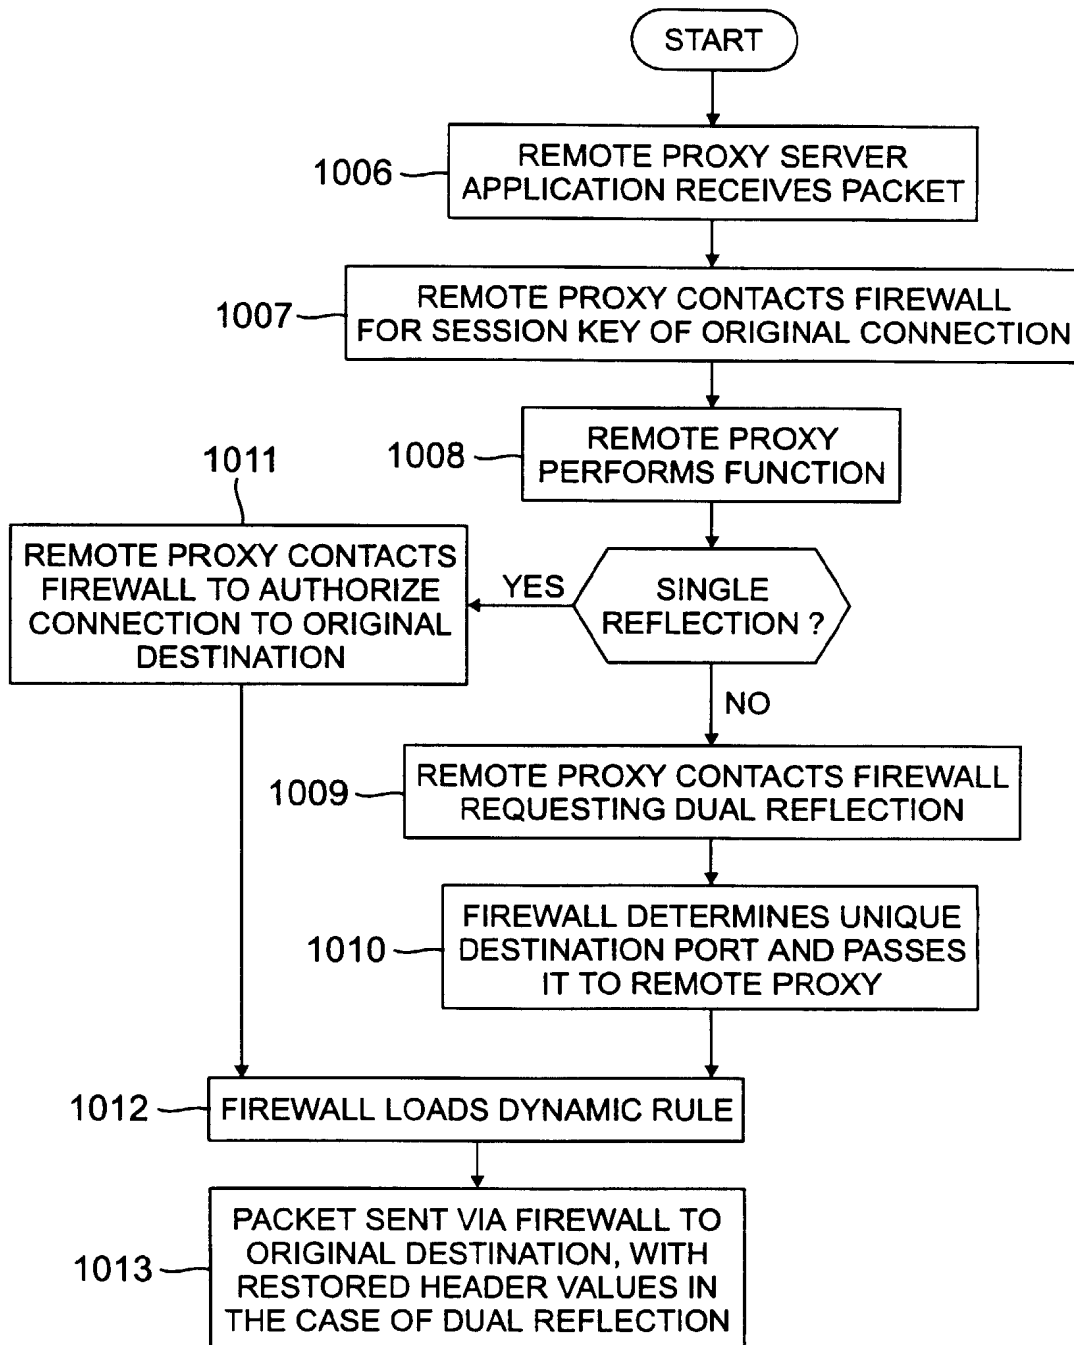 START
1006
REMOTE PROXY SERVER
APPLICATION RECEIVES PACKET
1007
REMOTE PROXY CONTACTS FIREWALL
FOR SESSION KEY OF ORIGINAL CONNECTION
1008
REMOTE PROXY
PERFORMS FUNCTION
1011
REMOTE PROXY CONTACTS
FIREWALL TO AUTHORIZE
CONNECTION TO ORIGINAL
DESTINATION
YES
SINGLE
REFLECTION ?
NO
1009
REMOTE PROXY CONTACTS FIREWALL
REQUESTING DUAL REFLECTION
1010
FIREWALL DETERMINES UNIQUE
DESTINATION PORT AND PASSES
IT TO REMOTE PROXY
1012
FIREWALL LOADS DYNAMIC RULE
1013
PACKET SENT VIA FIREWALL TO
ORIGINAL DESTINATION, WITH
RESTORED HEADER VALUES IN
THE CASE OF DUAL REFLECTION